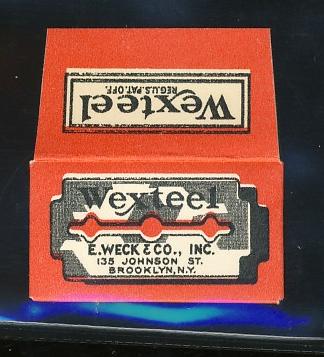 Wexteel
REG.U.S.PAT.OFF.
Wexteel
E. WECK & CO., INC.
135 JOHNSON ST.
BROOKLYN, N.Y.